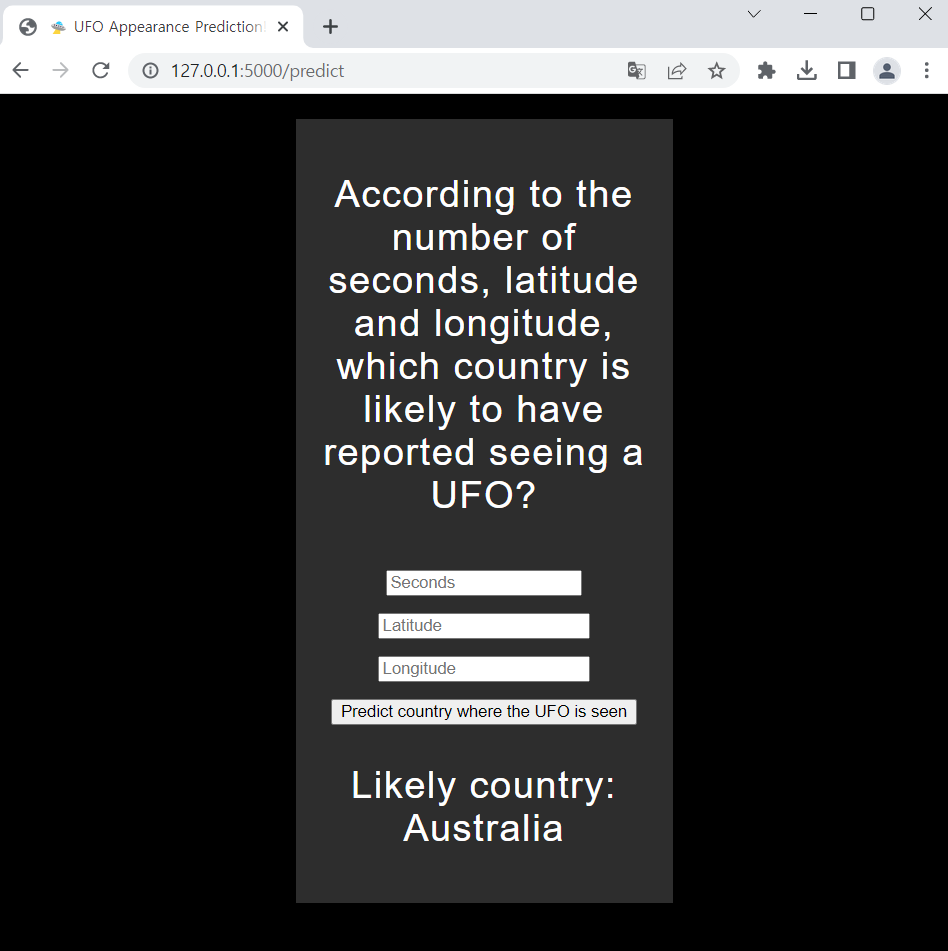 UFO Appearance Prediction!
127.0.0.1:5000/predict
According to the
number of
seconds, latitude
and longitude,
which country is
likely to have
reported seeing a
UFO?
Seconds
Latitude
Longitude
Predict country where the UFO is seen
Likely country:
Australia